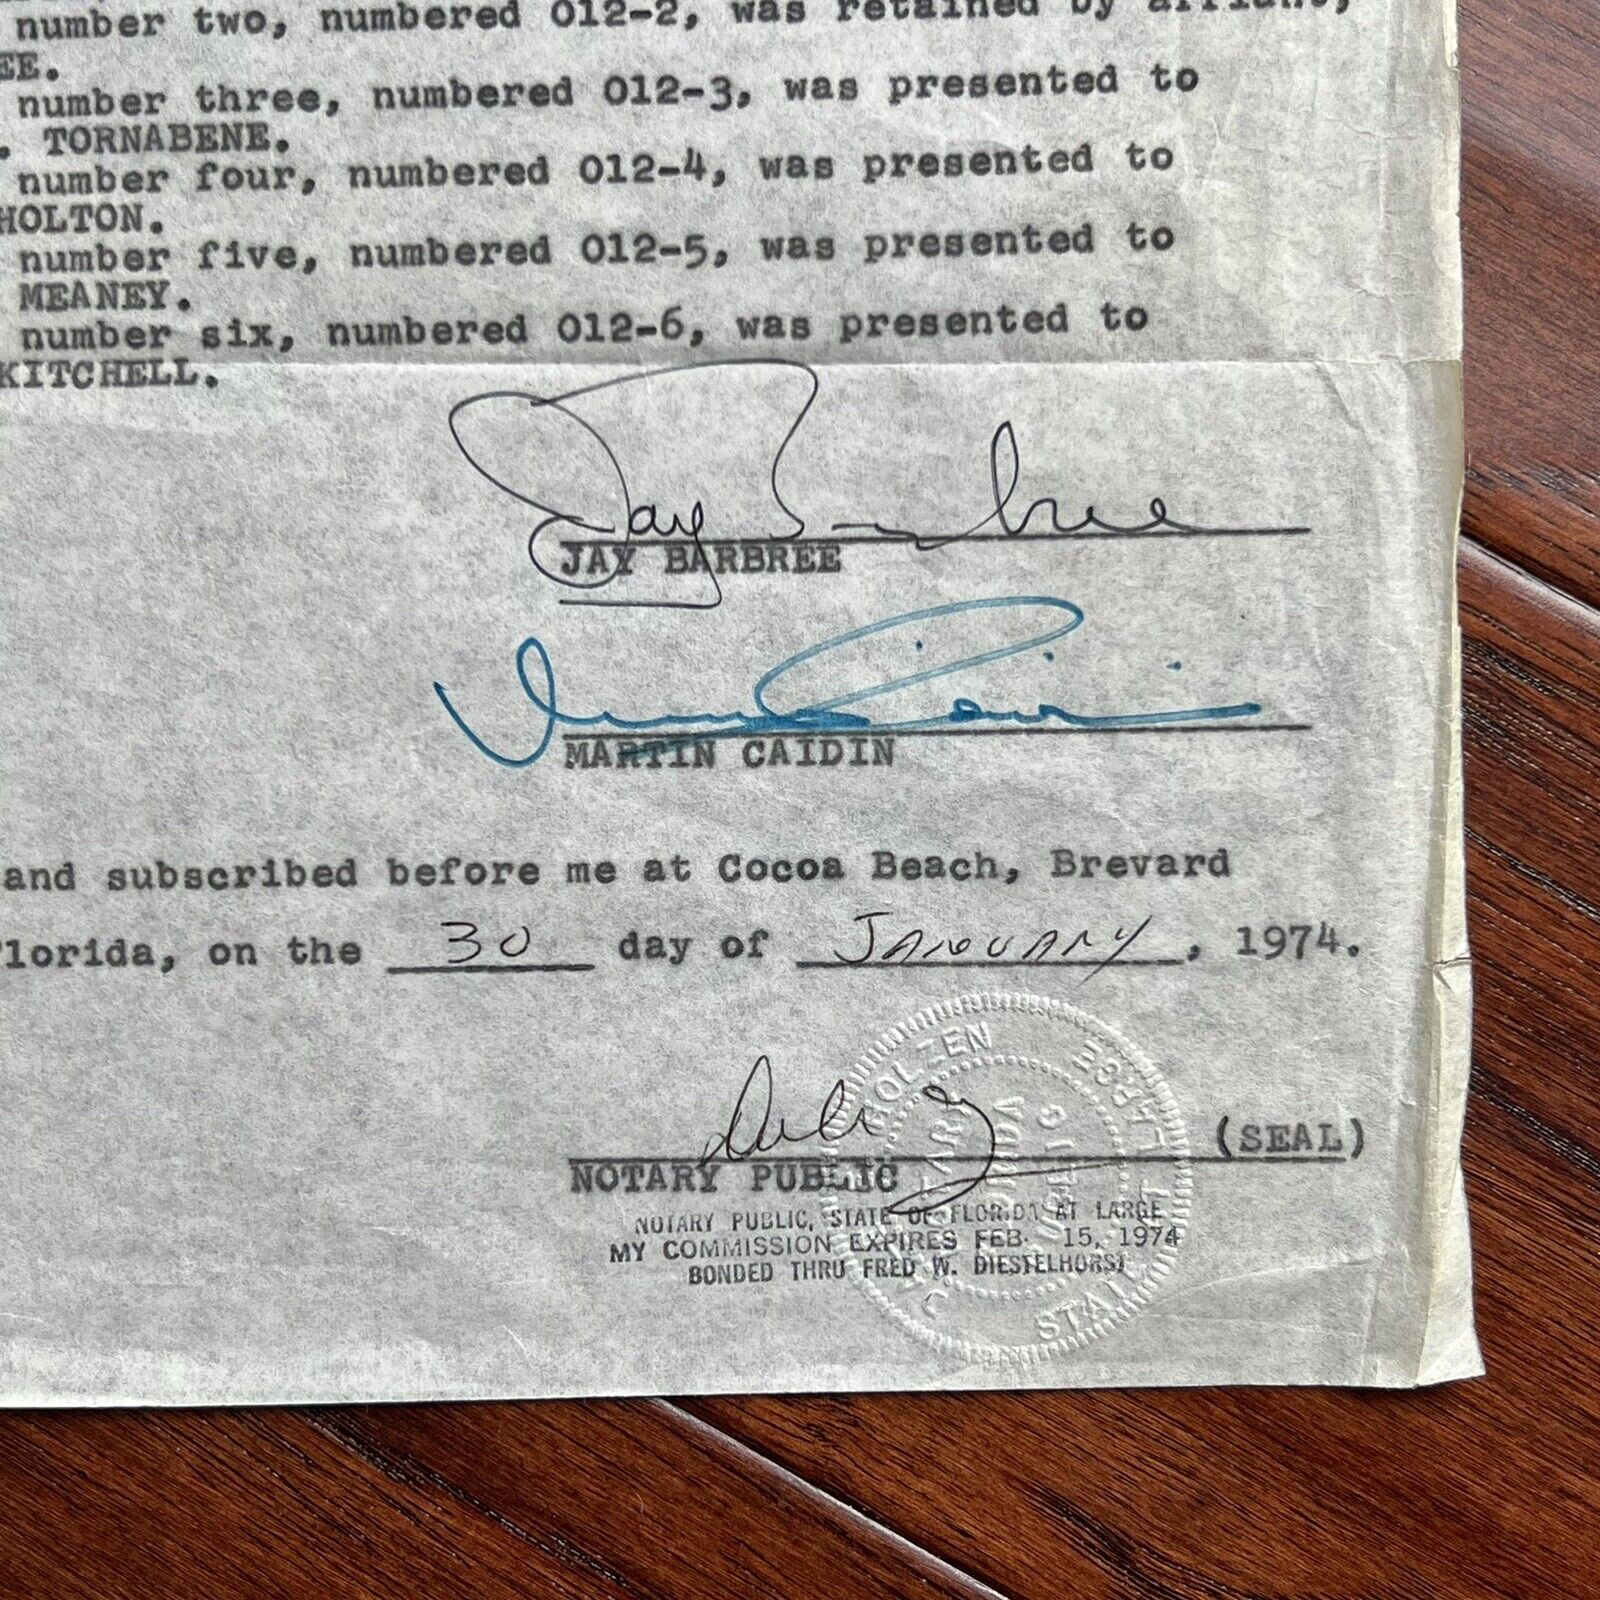 number two, numbered 012-2, was retained by affiant,
EE.
number three, numbered 012-3, was presented to
. TORNABENE.
number four, numbered 012-4, was presented to
HOLTON.
number five, numbered 012-5, was presented to
MEANEY.
number six, numbered 012-6, was presented to
KITCHELL.
Jay Barbree
JAY BARBREE
Martin Caidin
MARTIN CAIDIN
and subscribed before me at Cocoa Beach, Brevard
Florida, on the 30 day of JANUARY, 1974.
(SEAL)
NOTARY PUBLIC
NOTARY PUBLIC, STATE OF FLORIDA AT LARGE
MY COMMISSION EXPIRES FEB. 15, 1974
BONDED THRU FRED W. DIESTELHORST